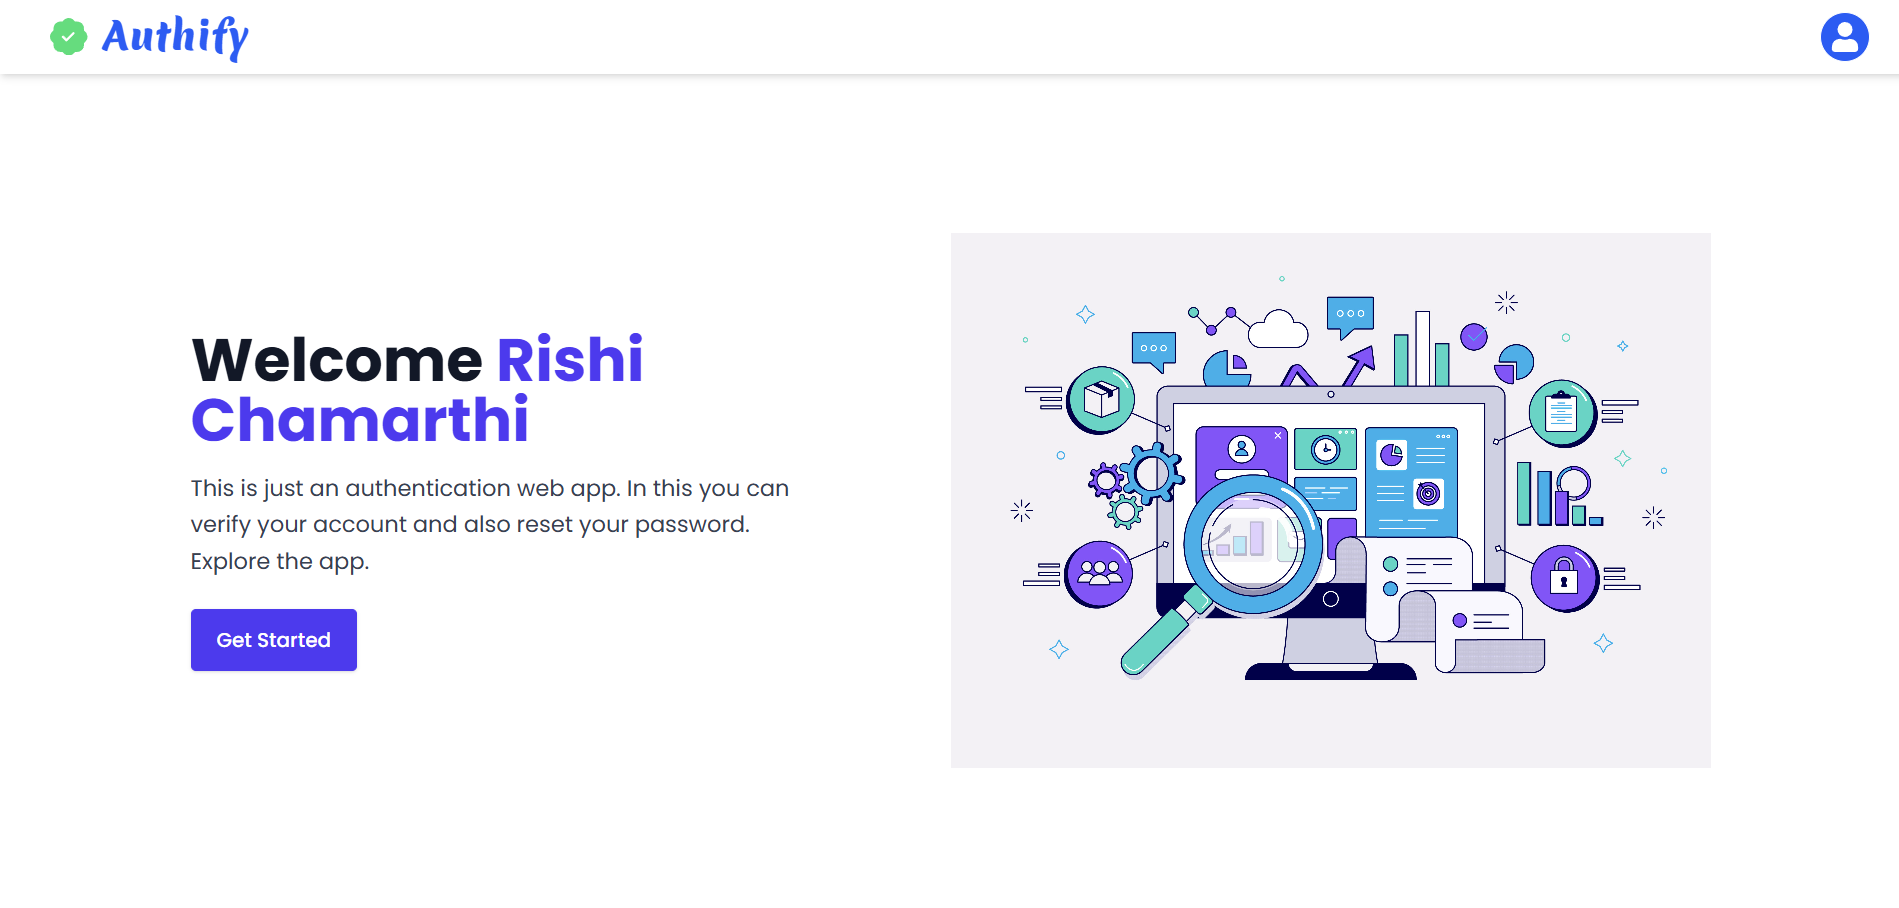 Authify
Welcome Rishi
Chamarthi
This is just an authentication web app. In this you can
verify your account and also reset your password.
Explore the app.
Get Started